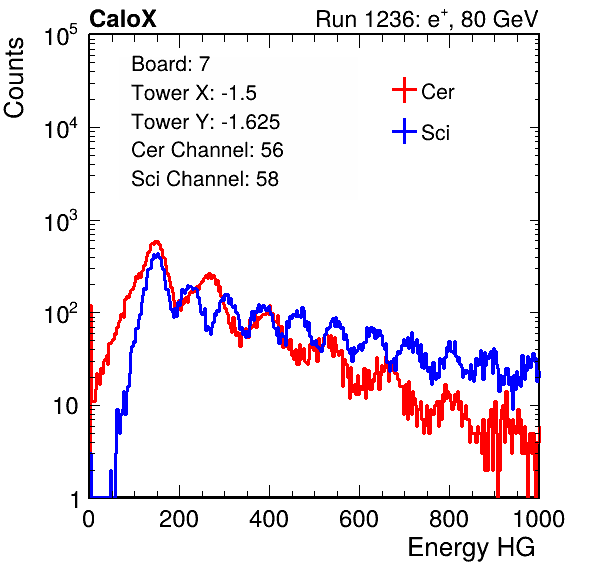 CaloX Run 1236: e⁺, 80 GeV
Counts
10⁵
10⁴
10³
10²
10
1
Board: 7
Tower X: -1.5
Tower Y: -1.625
Cer Channel: 56
Sci Channel: 58
Cer
Sci
0 200 400 600 800 1000
Energy HG